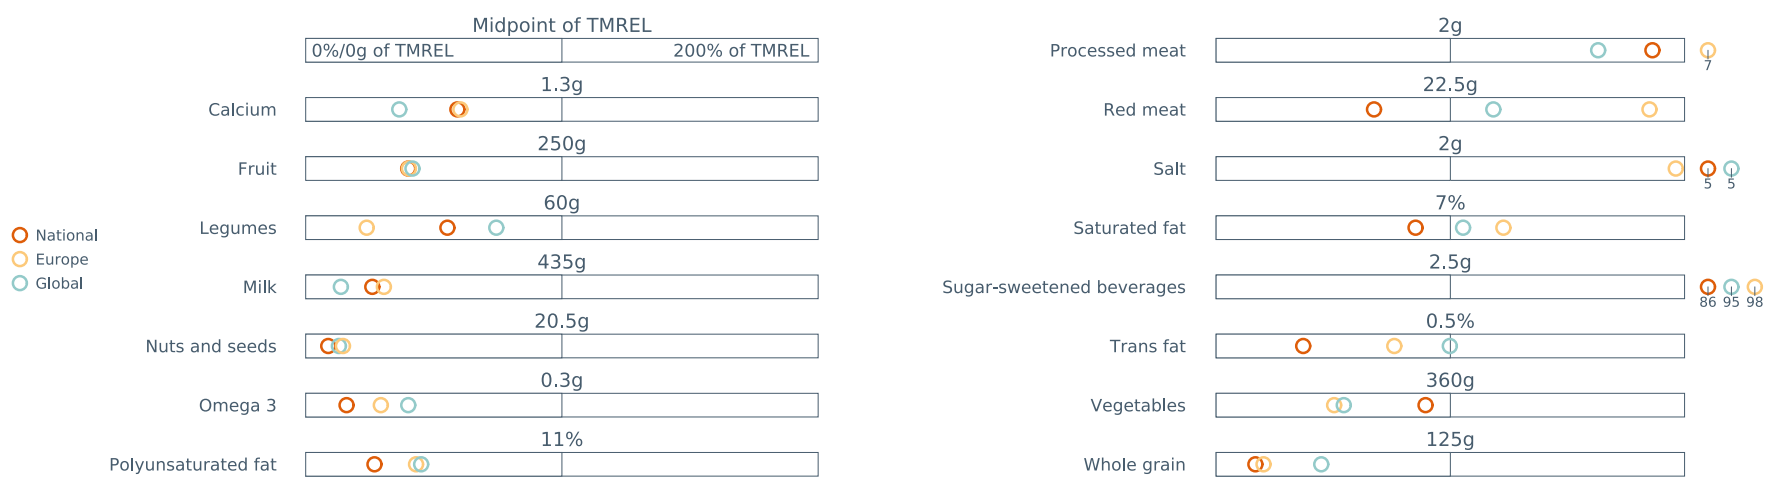 Midpoint of TMREL
0%/0g of TMREL 200% of TMREL
1.3g
Calcium
250g
Fruit
60g
Legumes
435g
Milk
20.5g
Nuts and seeds
0.3g
Omega 3
11%
Polyunsaturated fat
National
Europe
Global
2g
Processed meat
7
22.5g
Red meat
2g
Salt
5 5
7%
Saturated fat
2.5g
Sugar-sweetened beverages
86 95 98
0.5%
Trans fat
360g
Vegetables
125g
Whole grain